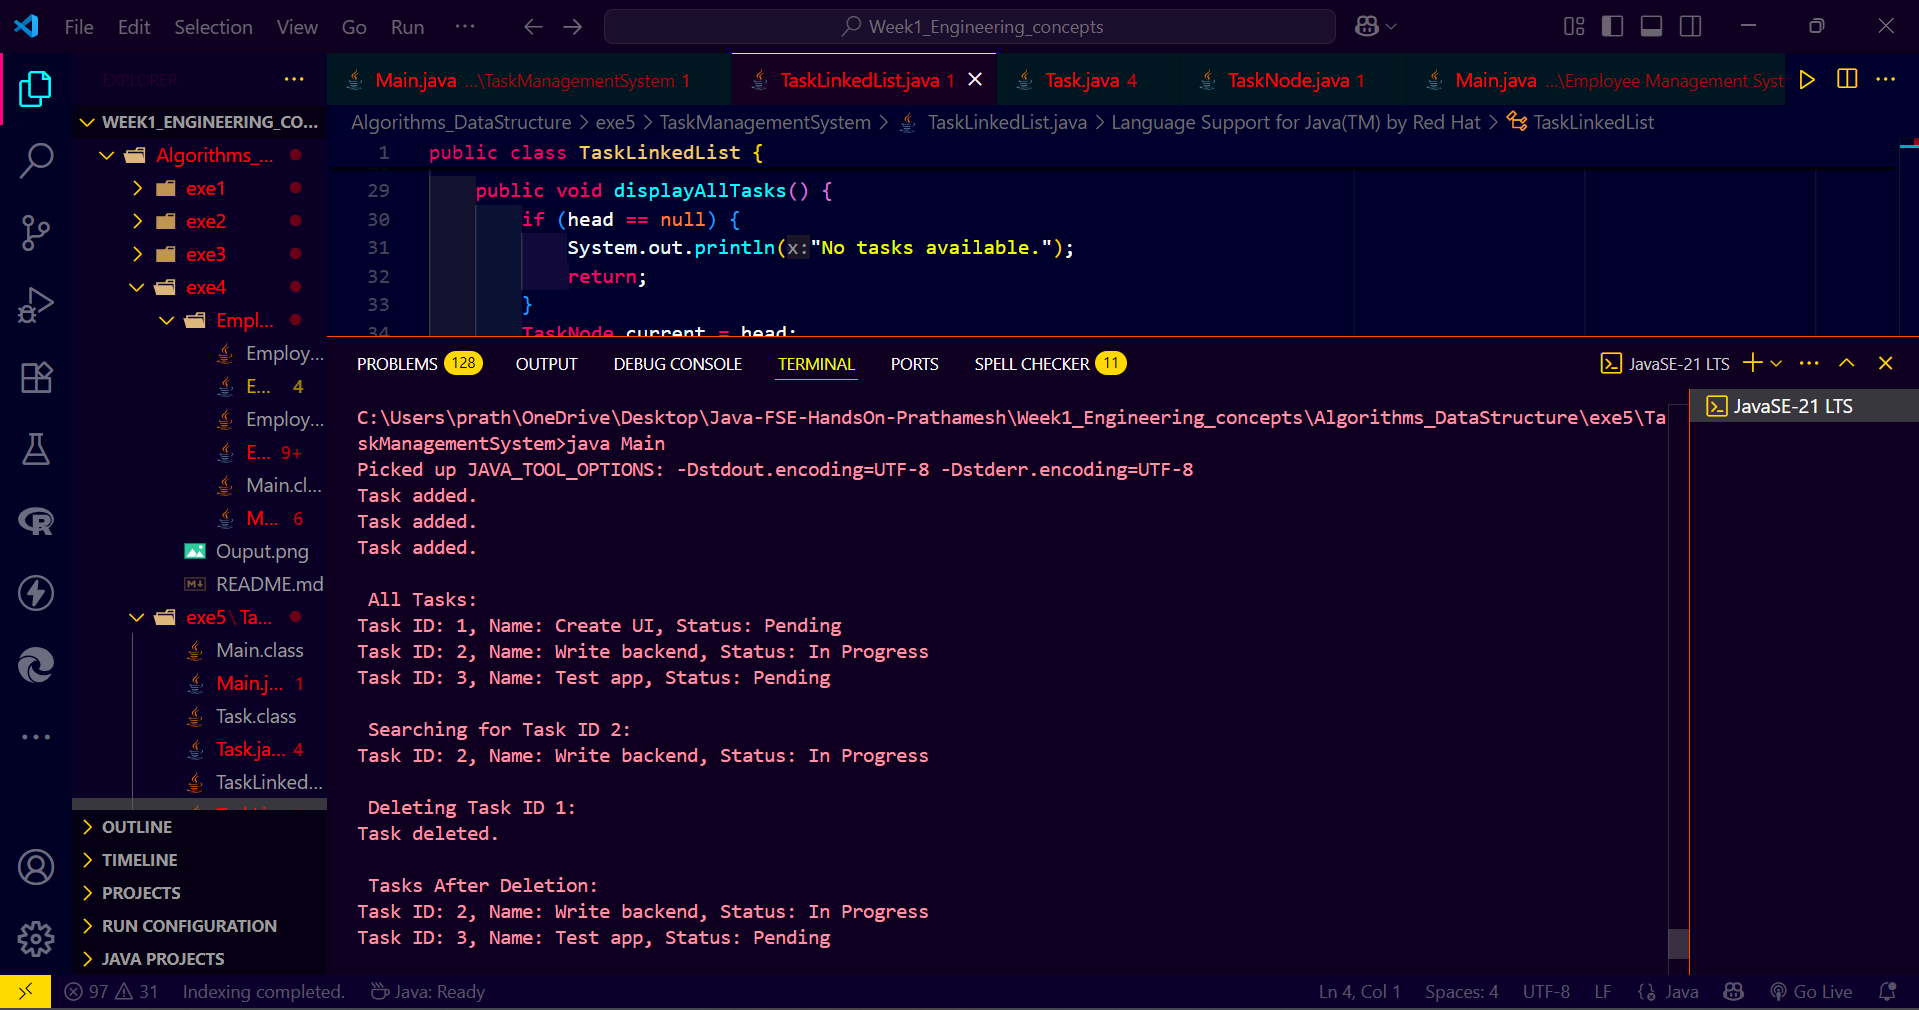 File Edit Selection View Go Run ··· Week1_Engineering_concepts
EXPLORER ···
WEEK1_ENGINEERING_CO...
Algorithms_...
exe1
exe2
exe3
exe4
Empl...
Employ...
E... 4
Employ...
E... 9+
Main.cl...
M... 6
Ouput.png
README.md
exe5\Ta...
Main.class
Main.j... 1
Task.class
Task.ja... 4
TaskLinked...
OUTLINE
TIMELINE
PROJECTS
RUN CONFIGURATION
JAVA PROJECTS
Main.java ...\TaskManagementSystem 1 TaskLinkedList.java 1 Task.java 4 TaskNode.java 1 Main.java ...\Employee Management Syst
Algorithms_DataStructure > exe5 > TaskManagementSystem > TaskLinkedList.java > Language Support for Java(TM) by Red Hat > TaskLinkedList
1 public class TaskLinkedList {
29 public void displayAllTasks() {
30 if (head == null) {
31 System.out.println(x:"No tasks available.");
32 return;
33 }
34 TaskNode current = head;
PROBLEMS 128 OUTPUT DEBUG CONSOLE TERMINAL PORTS SPELL CHECKER 11 JavaSE-21 LTS
JavaSE-21 LTS
C:\Users\prath\OneDrive\Desktop\Java-FSE-HandsOn-Prathamesh\Week1_Engineering_concepts\Algorithms_DataStructure\exe5\Ta
skManagementSystem>java Main
Picked up JAVA_TOOL_OPTIONS: -Dstdout.encoding=UTF-8 -Dstderr.encoding=UTF-8
Task added.
Task added.
Task added.
All Tasks:
Task ID: 1, Name: Create UI, Status: Pending
Task ID: 2, Name: Write backend, Status: In Progress
Task ID: 3, Name: Test app, Status: Pending
Searching for Task ID 2:
Task ID: 2, Name: Write backend, Status: In Progress
Deleting Task ID 1:
Task deleted.
Tasks After Deletion:
Task ID: 2, Name: Write backend, Status: In Progress
Task ID: 3, Name: Test app, Status: Pending
97 31 Indexing completed. Java: Ready Ln 4, Col 1 Spaces: 4 UTF-8 LF Java Go Live